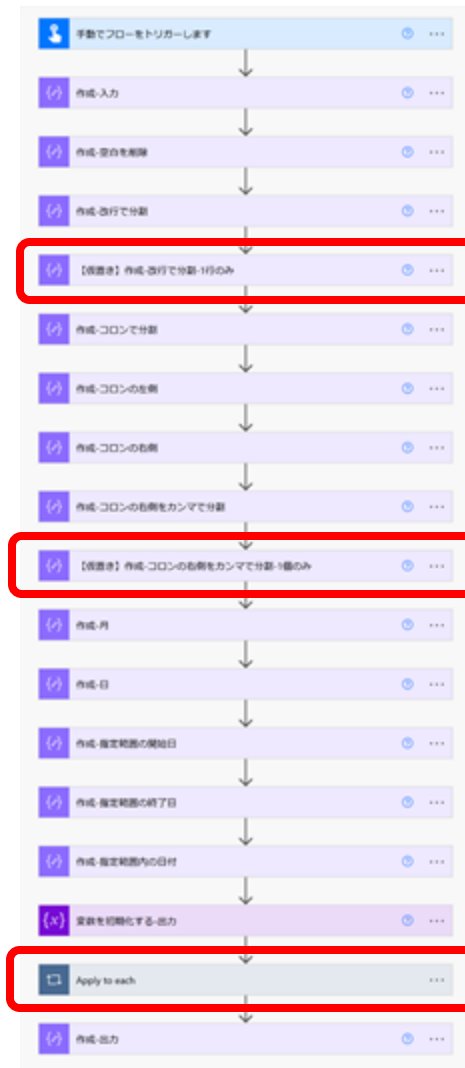 手動でフローをトリガーします
作成-入力
作成-空白を削除
作成-改行で分割
【仮置き】作成-改行で分割-1行のみ
作成-コロンで分割
作成-コロンの左側
作成-コロンの右側
作成-コロンの右側をカンマで分割
【仮置き】作成-コロンの右側をカンマで分割-1個のみ
作成-月
作成-日
作成-指定範囲の開始日
作成-指定範囲の終了日
作成-指定範囲内の日付
変数を初期化する-出力
Apply to each
作成-出力